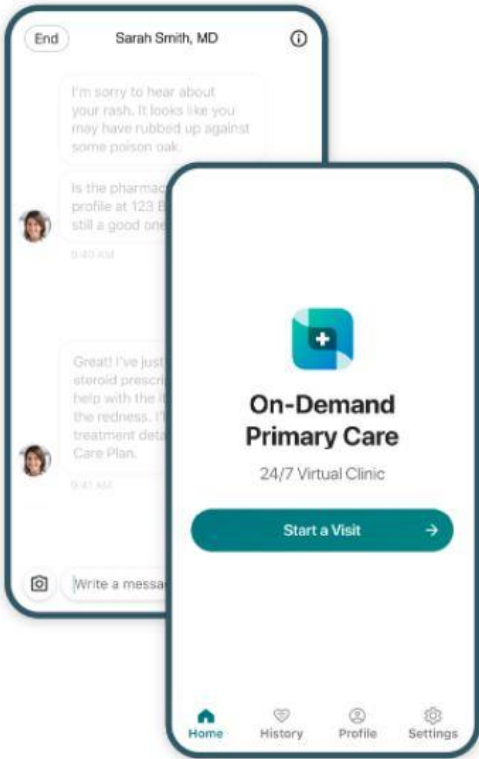 End
Sarah Smith, MD
I'm sorry to hear about
your rash. It looks like you
may have rubbed up against
some poison oak.
Is the pharmac
profile at 123 B
still a good one
9:40 AM
Great! I've just
steroid prescri
help with the it
the redness. I'l
treatment deta
Care Plan.
9:41 AM
Write a messa
On-Demand
Primary Care
24/7 Virtual Clinic
Start a Visit
Home
History
Profile
Settings